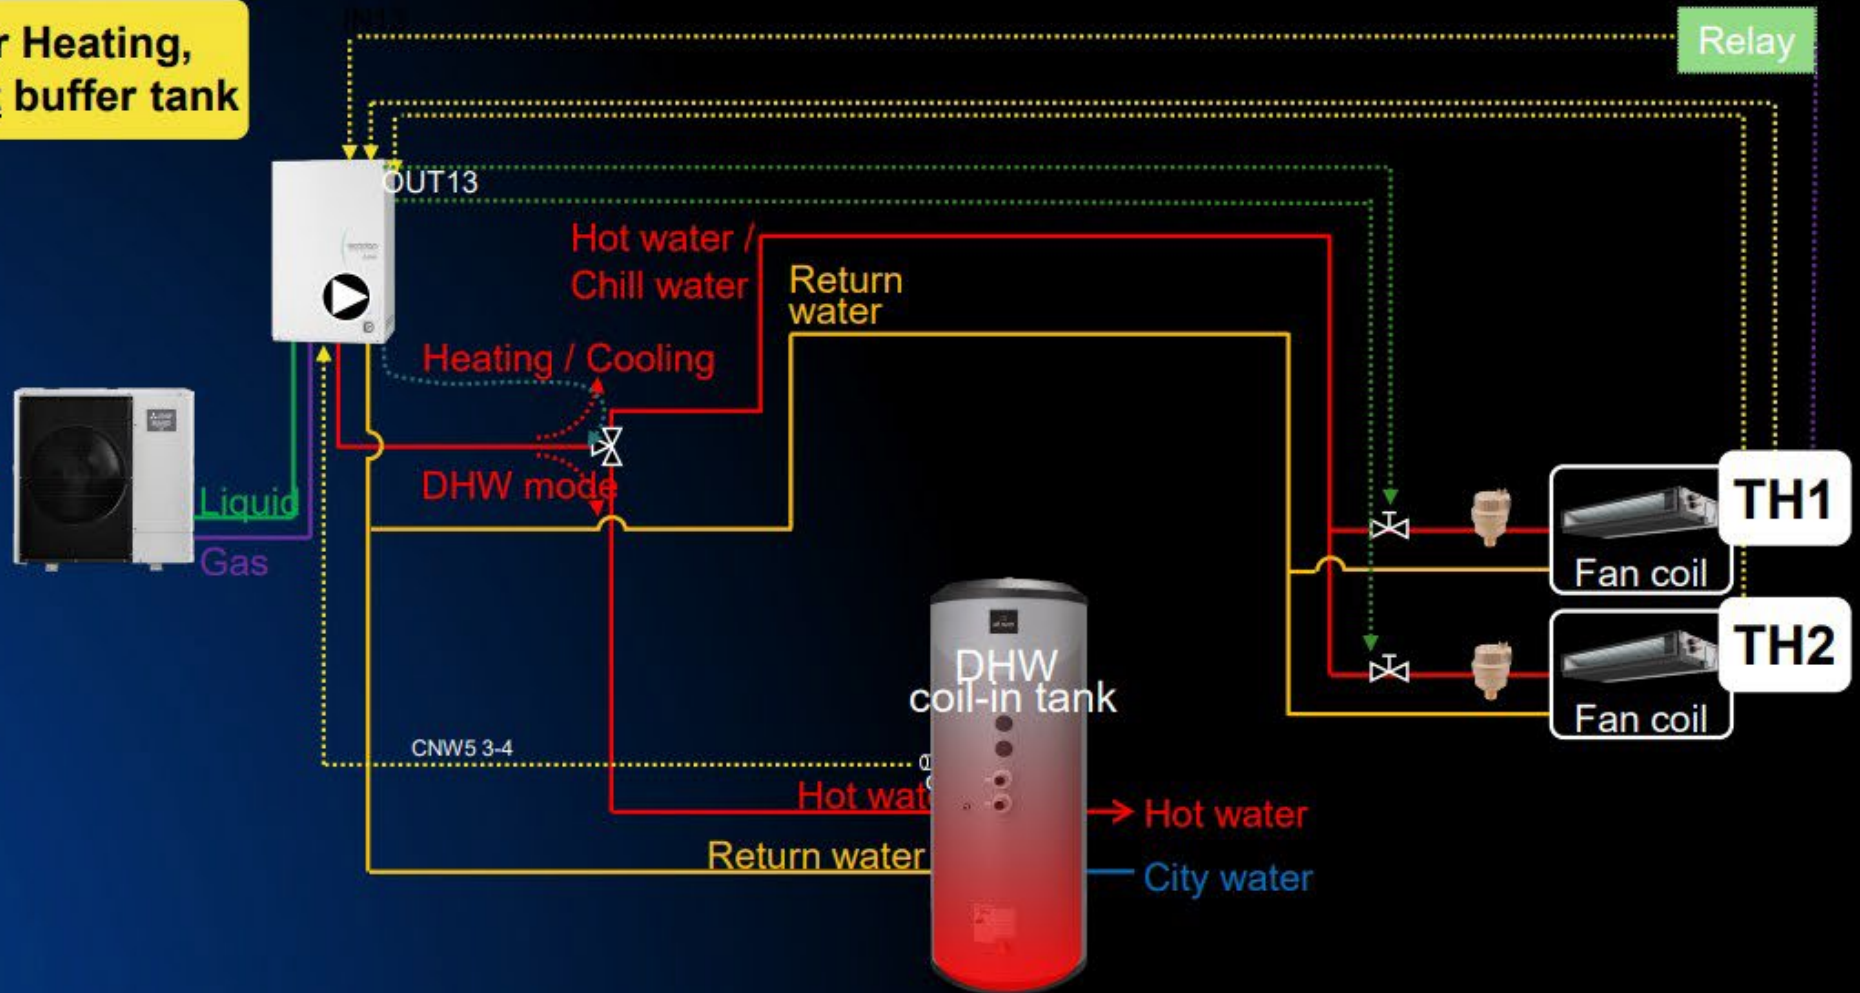 r Heating,
buffer tank
IN13
Relay
OUT13
Hot water /
Chill water
Return
water
Heating / Cooling
DHW mode
Liquid
Gas
TH1
Fan coil
TH2
Fan coil
DHW
coil-in tank
CNW5 3-4
Hot wat
Hot water
Return water
City water